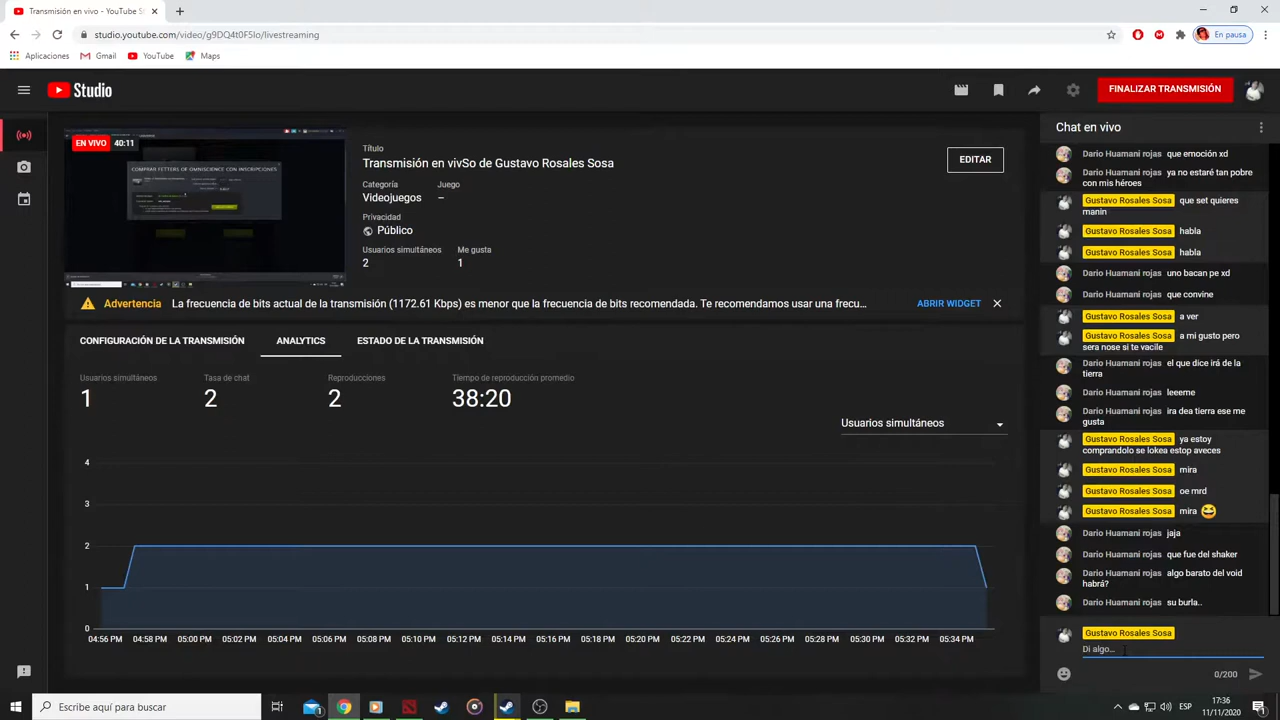 Transmisión en vivo - YouTube S
studio.youtube.com/video/g9DQ4t0F5Io/livestreaming
En pausa
Aplicaciones Gmail YouTube Maps
Studio
FINALIZAR TRANSMISIÓN
EN VIVO 40:11
COMPRAR FETTERS OF OMNISCIENCE CON INSCRIPCIONES
Título
Transmisión en vivSo de Gustavo Rosales Sosa
EDITAR
Categoría Juego
Videojuegos –
Privacidad
Público
Usuarios simultáneos Me gusta
2 1
Advertencia La frecuencia de bits actual de la transmisión (1172.61 Kbps) es menor que la frecuencia de bits recomendada. Te recomendamos usar una frecu...
ABRIR WIDGET
CONFIGURACIÓN DE LA TRANSMISIÓN ANALYTICS ESTADO DE LA TRANSMISIÓN
Usuarios simultáneos Tasa de chat Reproducciones Tiempo de reproducción promedio
1 2 2 38:20
Usuarios simultáneos
4
3
2
1
0
04:56 PM 04:58 PM 05:00 PM 05:02 PM 05:04 PM 05:06 PM 05:08 PM 05:10 PM 05:12 PM 05:14 PM 05:16 PM 05:18 PM 05:20 PM 05:22 PM 05:24 PM 05:26 PM 05:28 PM 05:30 PM 05:32 PM 05:34 PM
Chat en vivo
Dario Huamani rojas que emoción xd
Dario Huamani rojas ya no estaré tan pobre
con mis héroes
Gustavo Rosales Sosa que set quieres
manin
Gustavo Rosales Sosa habla
Gustavo Rosales Sosa habla
Dario Huamani rojas uno bacan pe xd
Dario Huamani rojas que convine
Gustavo Rosales Sosa a ver
Gustavo Rosales Sosa a mi gusto pero
sera nose si te vacile
Dario Huamani rojas el que dice irá de la
tierra
Dario Huamani rojas leeeme
Dario Huamani rojas ira dea tierra ese me
gusta
Gustavo Rosales Sosa ya estoy
comprandolo se lokea estop aveces
Gustavo Rosales Sosa mira
Gustavo Rosales Sosa oe mrd
Gustavo Rosales Sosa mira 😆
Dario Huamani rojas jaja
Dario Huamani rojas que fue del shaker
Dario Huamani rojas algo barato del void
habrá?
Dario Huamani rojas su burla..
Gustavo Rosales Sosa
Di algo...
0/200
Escribe aquí para buscar
ESP
17:36
11/11/2020